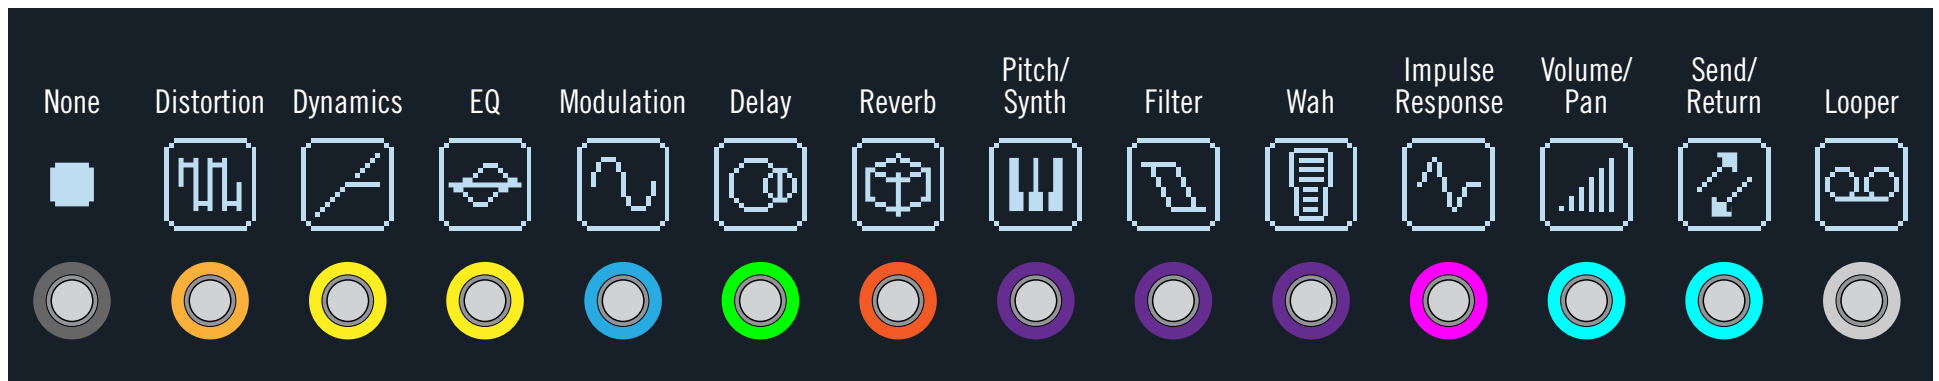 None
Distortion
Dynamics
EQ
Modulation
Delay
Reverb
Pitch/
Synth
Filter
Wah
Impulse
Response
Volume/
Pan
Send/
Return
Looper